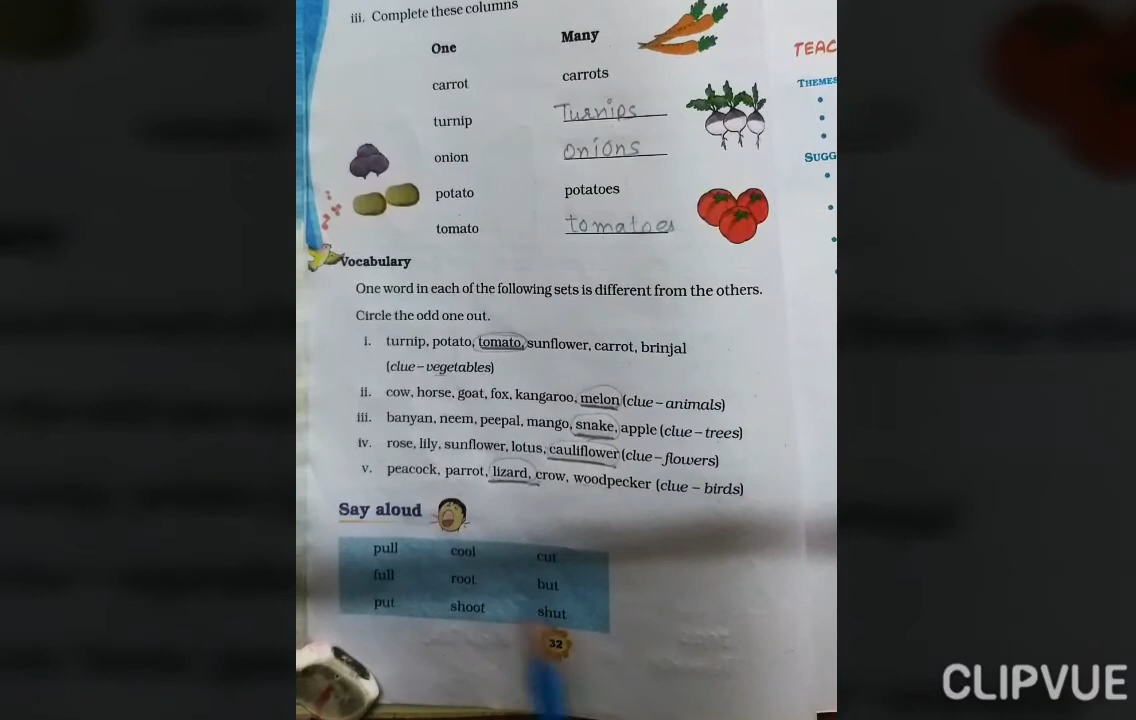 iii. Complete these columns
One Many
carrot carrots
turnip Turnips
onion onions
potato potatoes
tomato tomatoes
Vocabulary
One word in each of the following sets is different from the others.
Circle the odd one out.
i. turnip, potato, tomato, sunflower, carrot, brinjal
(clue – vegetables)
ii. cow, horse, goat, fox, kangaroo, melon (clue – animals)
iii. banyan, neem, peepal, mango, snake, apple (clue – trees)
iv. rose, lily, sunflower, lotus, cauliflower (clue – flowers)
v. peacock, parrot, lizard, crow, woodpecker (clue – birds)
Say aloud
pull cool cut
full root but
put shoot shut
32
TEAC
THEMES
SUGG
CLIPVUE